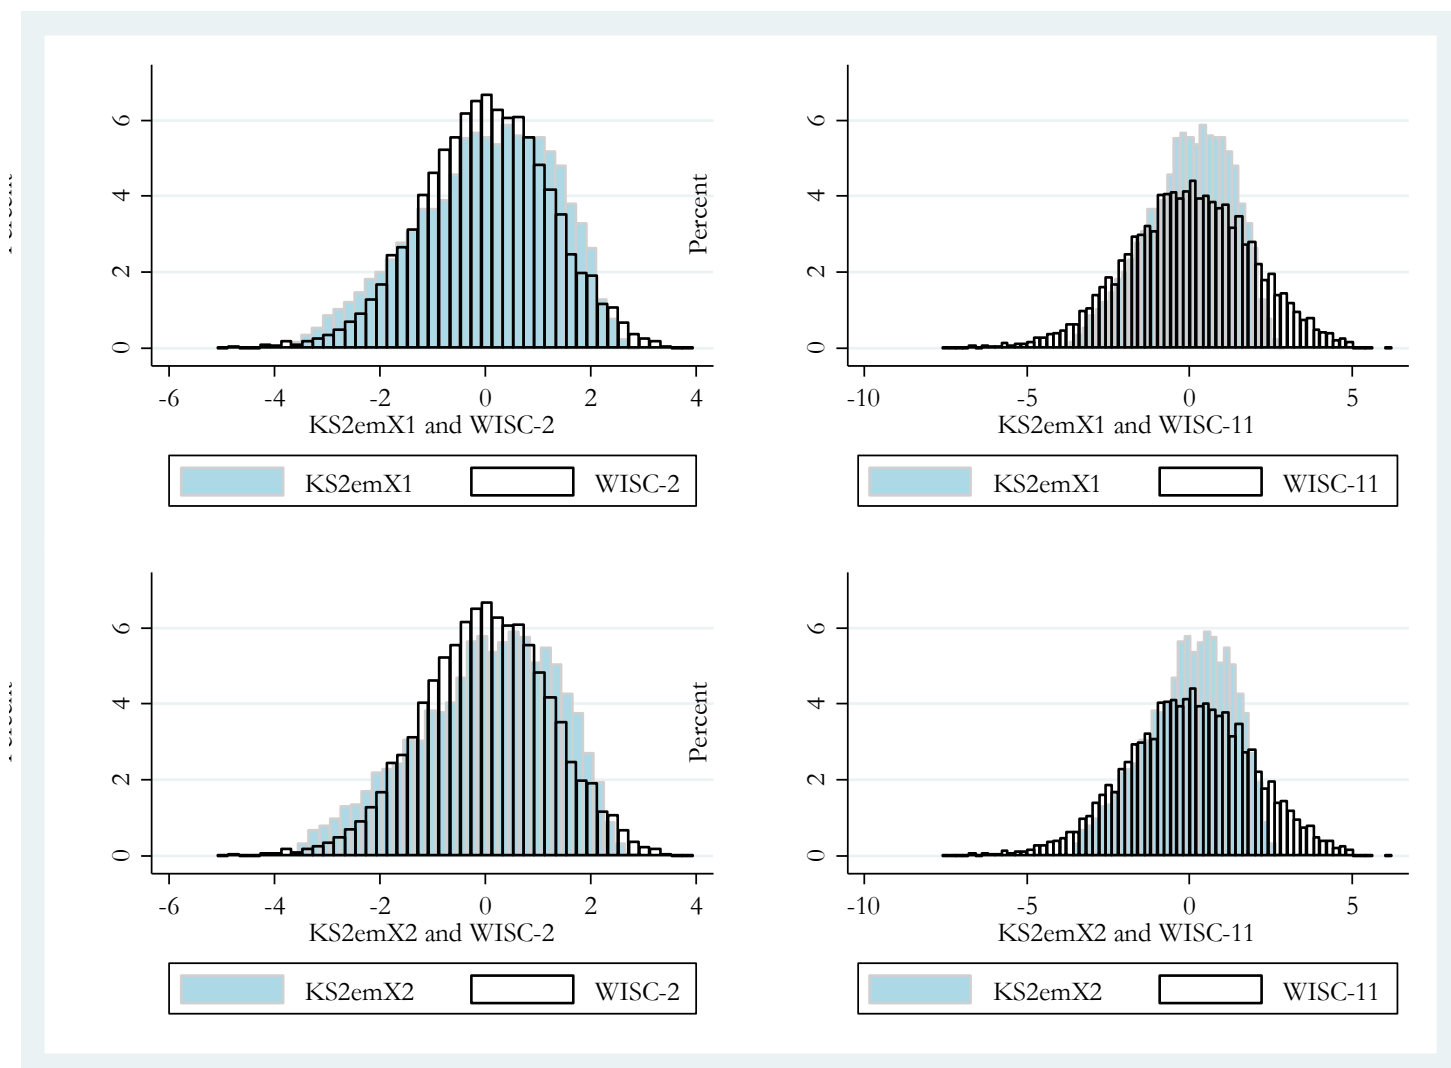 Percent
6
4
2
0
-6 -4 -2 0 2 4
KS2emX1 and WISC-2
KS2emX1 WISC-2
Percent
6
4
2
0
-10 -5 0 5
KS2emX1 and WISC-11
KS2emX1 WISC-11
Percent
6
4
2
0
-6 -4 -2 0 2 4
KS2emX2 and WISC-2
KS2emX2 WISC-2
Percent
6
4
2
0
-10 -5 0 5
KS2emX2 and WISC-11
KS2emX2 WISC-11